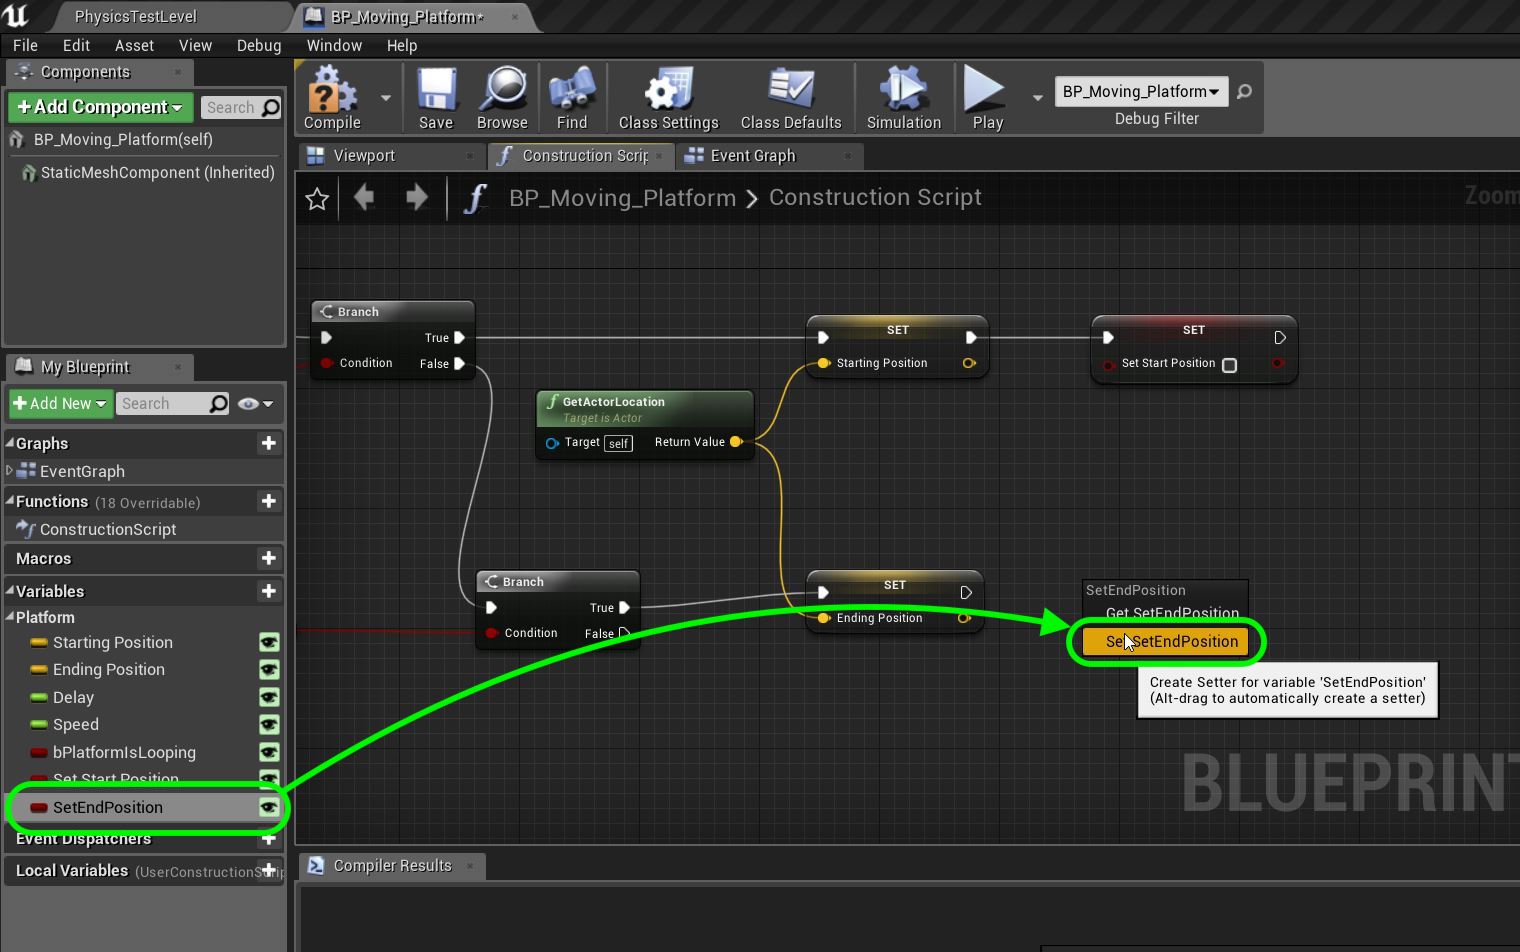 PhysicsTestLevel
BP_Moving_Platform*
File Edit Asset View Debug Window Help
Components
Add Component
Search
BP_Moving_Platform(self)
StaticMeshComponent (Inherited)
Compile
Save
Browse
Find
Class Settings
Class Defaults
Simulation
Play
BP_Moving_Platform
Debug Filter
Viewport
Construction Scrip
Event Graph
BP_Moving_Platform > Construction Script
Zoom
My Blueprint
+ Add New
Search
Graphs
EventGraph
Functions (18 Overridable)
ConstructionScript
Macros
Variables
Platform
Starting Position
Ending Position
Delay
Speed
bPlatformIsLooping
Set Start Position
SetEndPosition
Event Dispatchers
Local Variables (UserConstructionScrip
Branch
True
Condition
False
GetActorLocation
Target is Actor
Target self Return Value
SET
Starting Position
SET
Set Start Position
Branch
True
Condition
False
SET
Ending Position
SetEndPosition
Get SetEndPosition
Set SetEndPosition
Create Setter for variable 'SetEndPosition'
(Alt-drag to automatically create a setter)
BLUEPRINT
Compiler Results